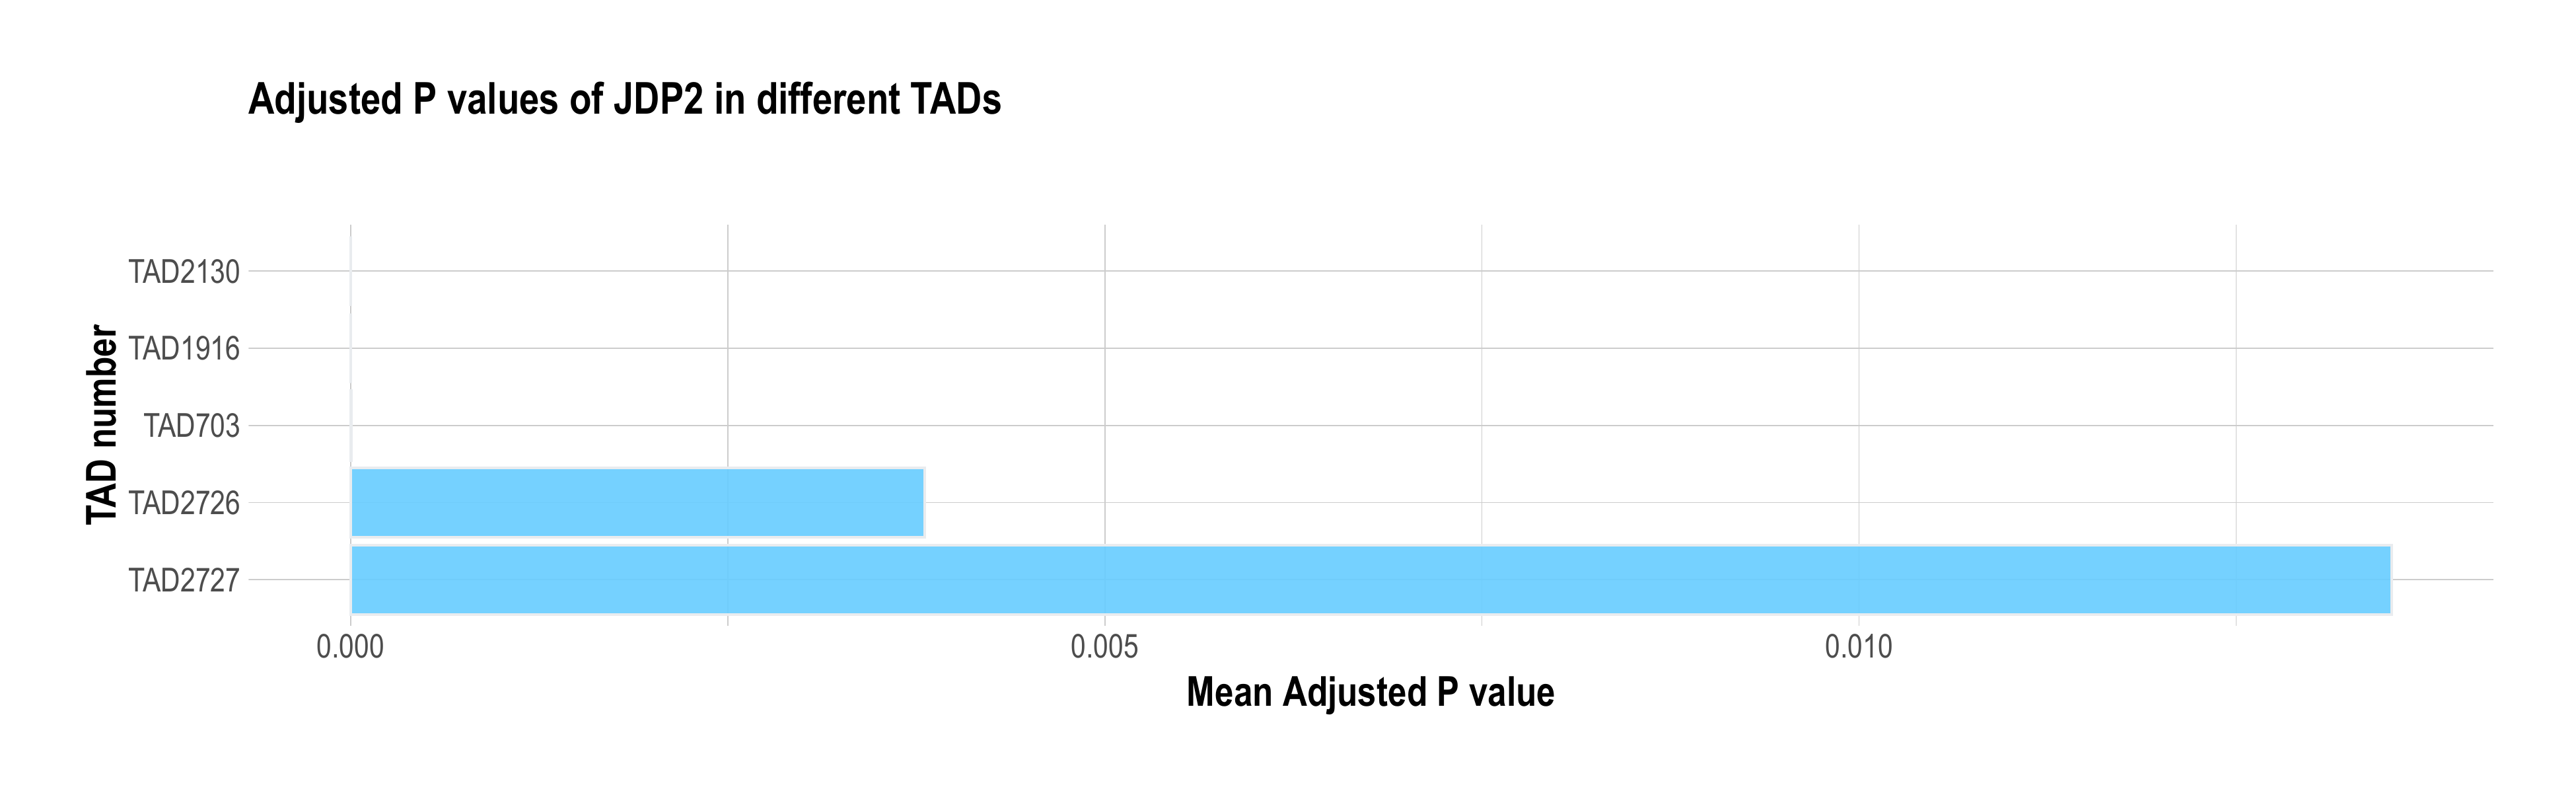 Adjusted P values of JDP2 in different TADs
TAD number
TAD2130
TAD1916
TAD703
TAD2726
TAD2727
0.000 0.005 0.010
Mean Adjusted P value